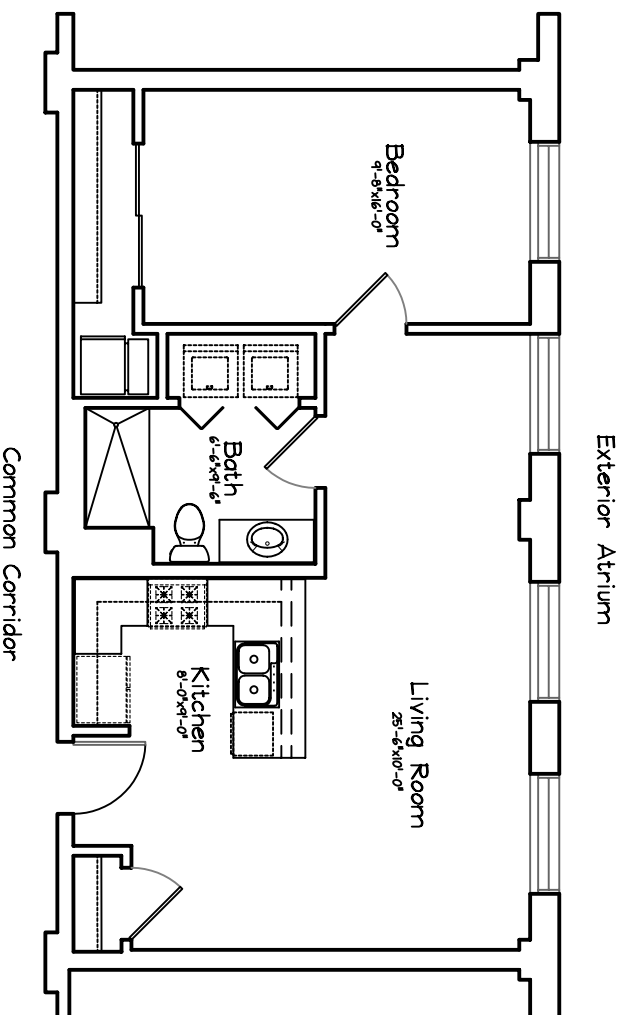 Exterior Atrium
Bedroom
9'-8"x16'-0"
Living Room
25'-6"x10'-0"
Bath
6'-6"x9'-6"
Kitchen
8'-0"x9'-0"
Common Corridor